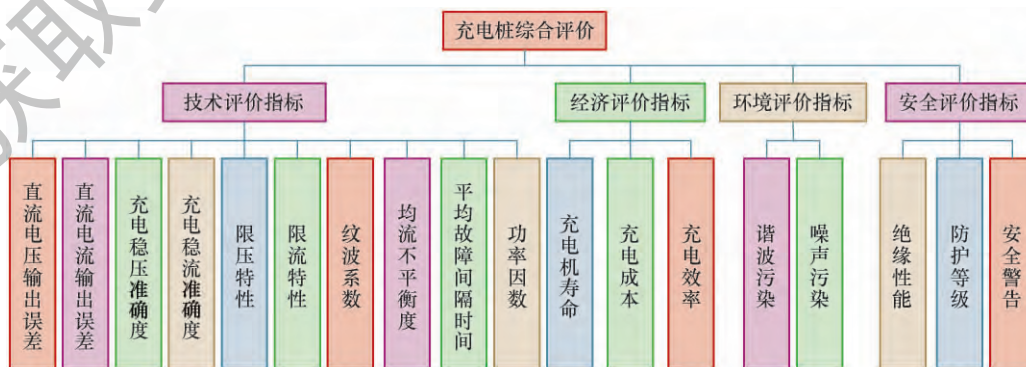 充电桩综合评价
技术评价指标
经济评价指标
环境评价指标
安全评价指标
直流电压输出误差
直流电流输出误差
充电稳压准确度
充电稳流准确度
限压特性
限流特性
纹波系数
均流不平衡度
平均故障间隔时间
功率因数
充电机寿命
充电成本
充电效率
谐波污染
噪声污染
绝缘性能
防护等级
安全警告